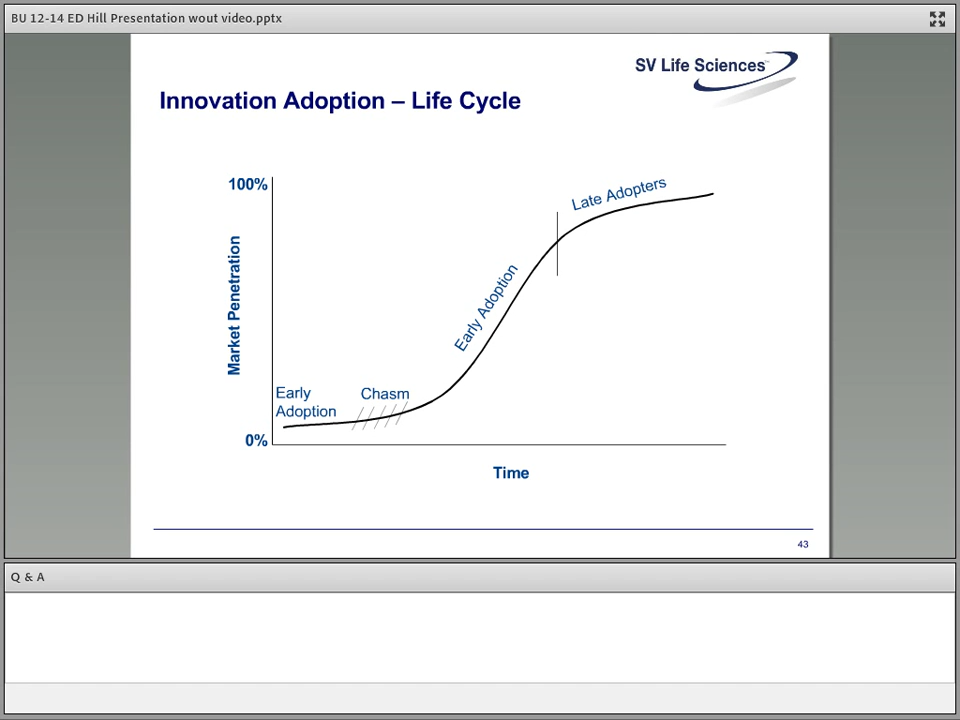 BU 12-14 ED Hill Presentation wout video.pptx
SV Life Sciences™
Innovation Adoption – Life Cycle
100%
Late Adopters
Market Penetration
Early Adoption
Early
Adoption
Chasm
0%
Time
43
Q & A